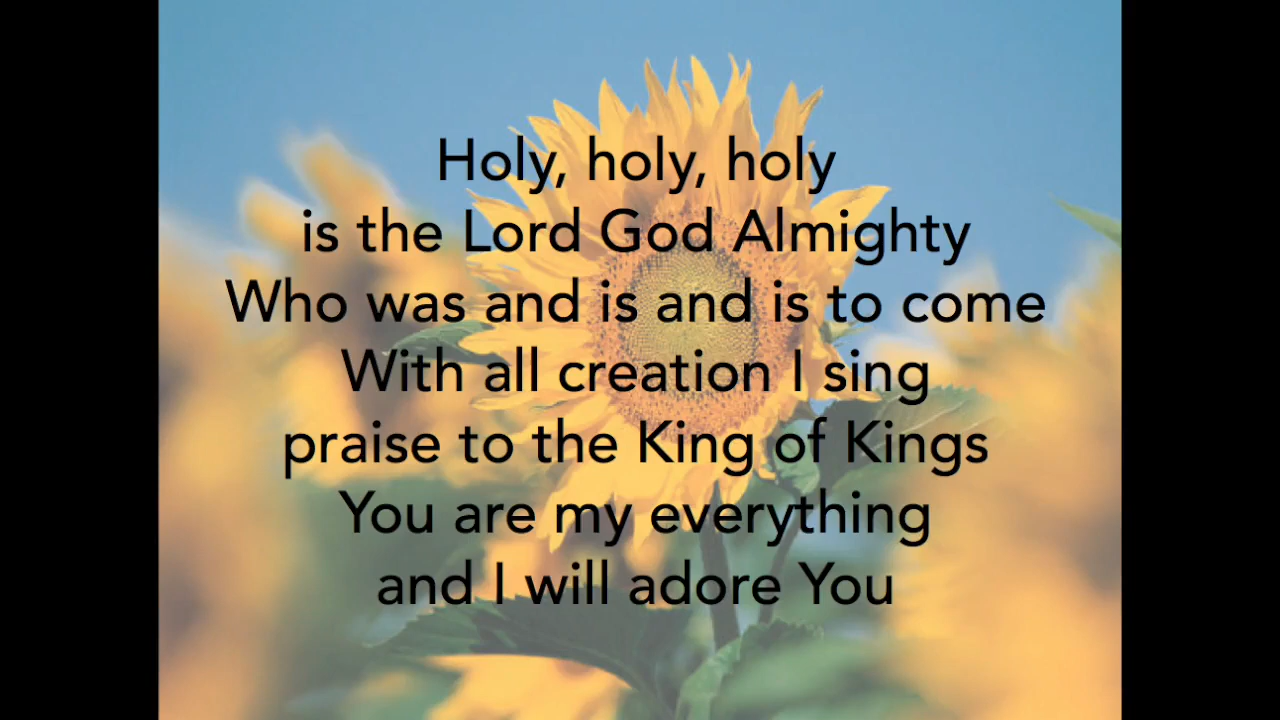 Holy, holy, holy
is the Lord God Almighty
Who was and is and is to come
With all creation I sing
praise to the King of Kings
You are my everything
and I will adore You